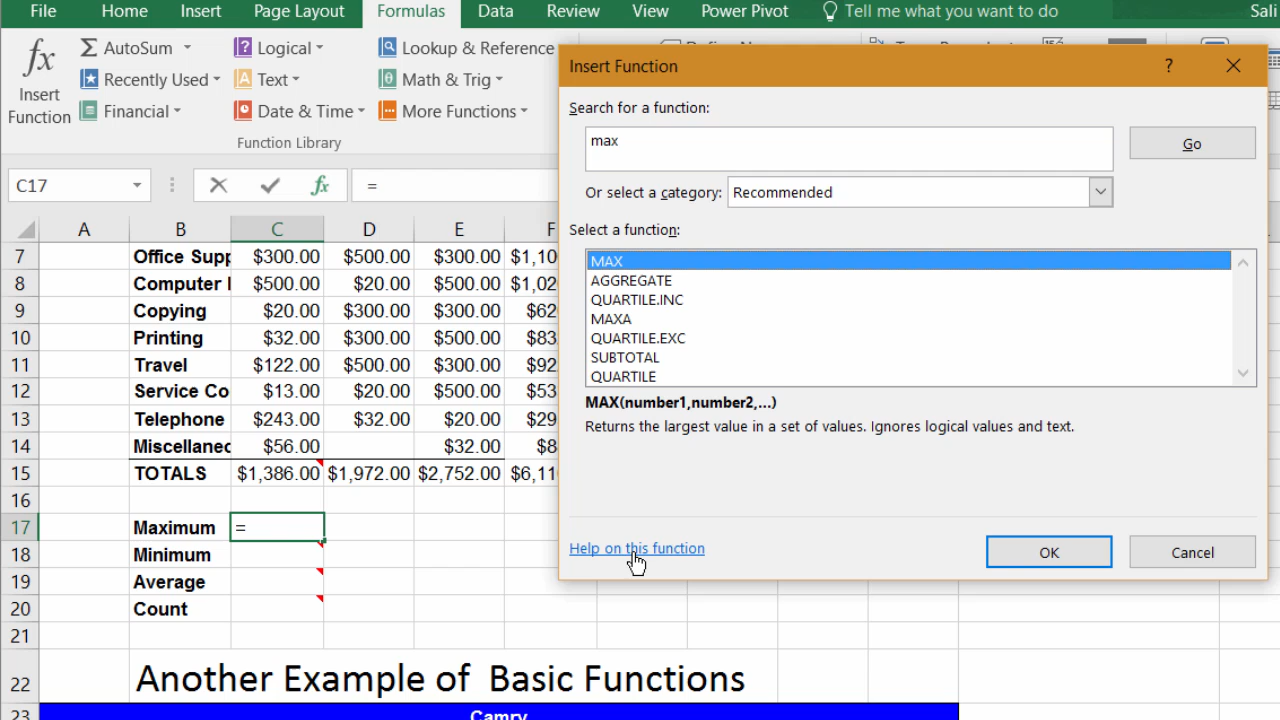 File Home Insert Page Layout Formulas Data Review View Power Pivot Tell me what you want to do Sali
AutoSum Logical Lookup & Reference
Recently Used Text Math & Trig
Insert Function Financial Date & Time More Functions
Function Library
C17 fx =
A B C D E F
7 Office Supp $300.00 $500.00 $300.00 $1,10
8 Computer $500.00 $20.00 $500.00 $1,02
9 Copying $20.00 $300.00 $300.00 $62
10 Printing $32.00 $300.00 $500.00 $83
11 Travel $122.00 $500.00 $300.00 $92
12 Service Co $13.00 $20.00 $500.00 $53
13 Telephone $243.00 $32.00 $20.00 $29
14 Miscellanec $56.00 $32.00 $8
15 TOTALS $1,386.00 $1,972.00 $2,752.00 $6,11
16
17 Maximum =
18 Minimum
19 Average
20 Count
21
22 Another Example of Basic Functions
23 Camry
Insert Function ?
Search for a function:
max
Go
Or select a category: Recommended
Select a function:
MAX
AGGREGATE
QUARTILE.INC
MAXA
QUARTILE.EXC
SUBTOTAL
QUARTILE
MAX(number1,number2,...)
Returns the largest value in a set of values. Ignores logical values and text.
Help on this function
OK Cancel